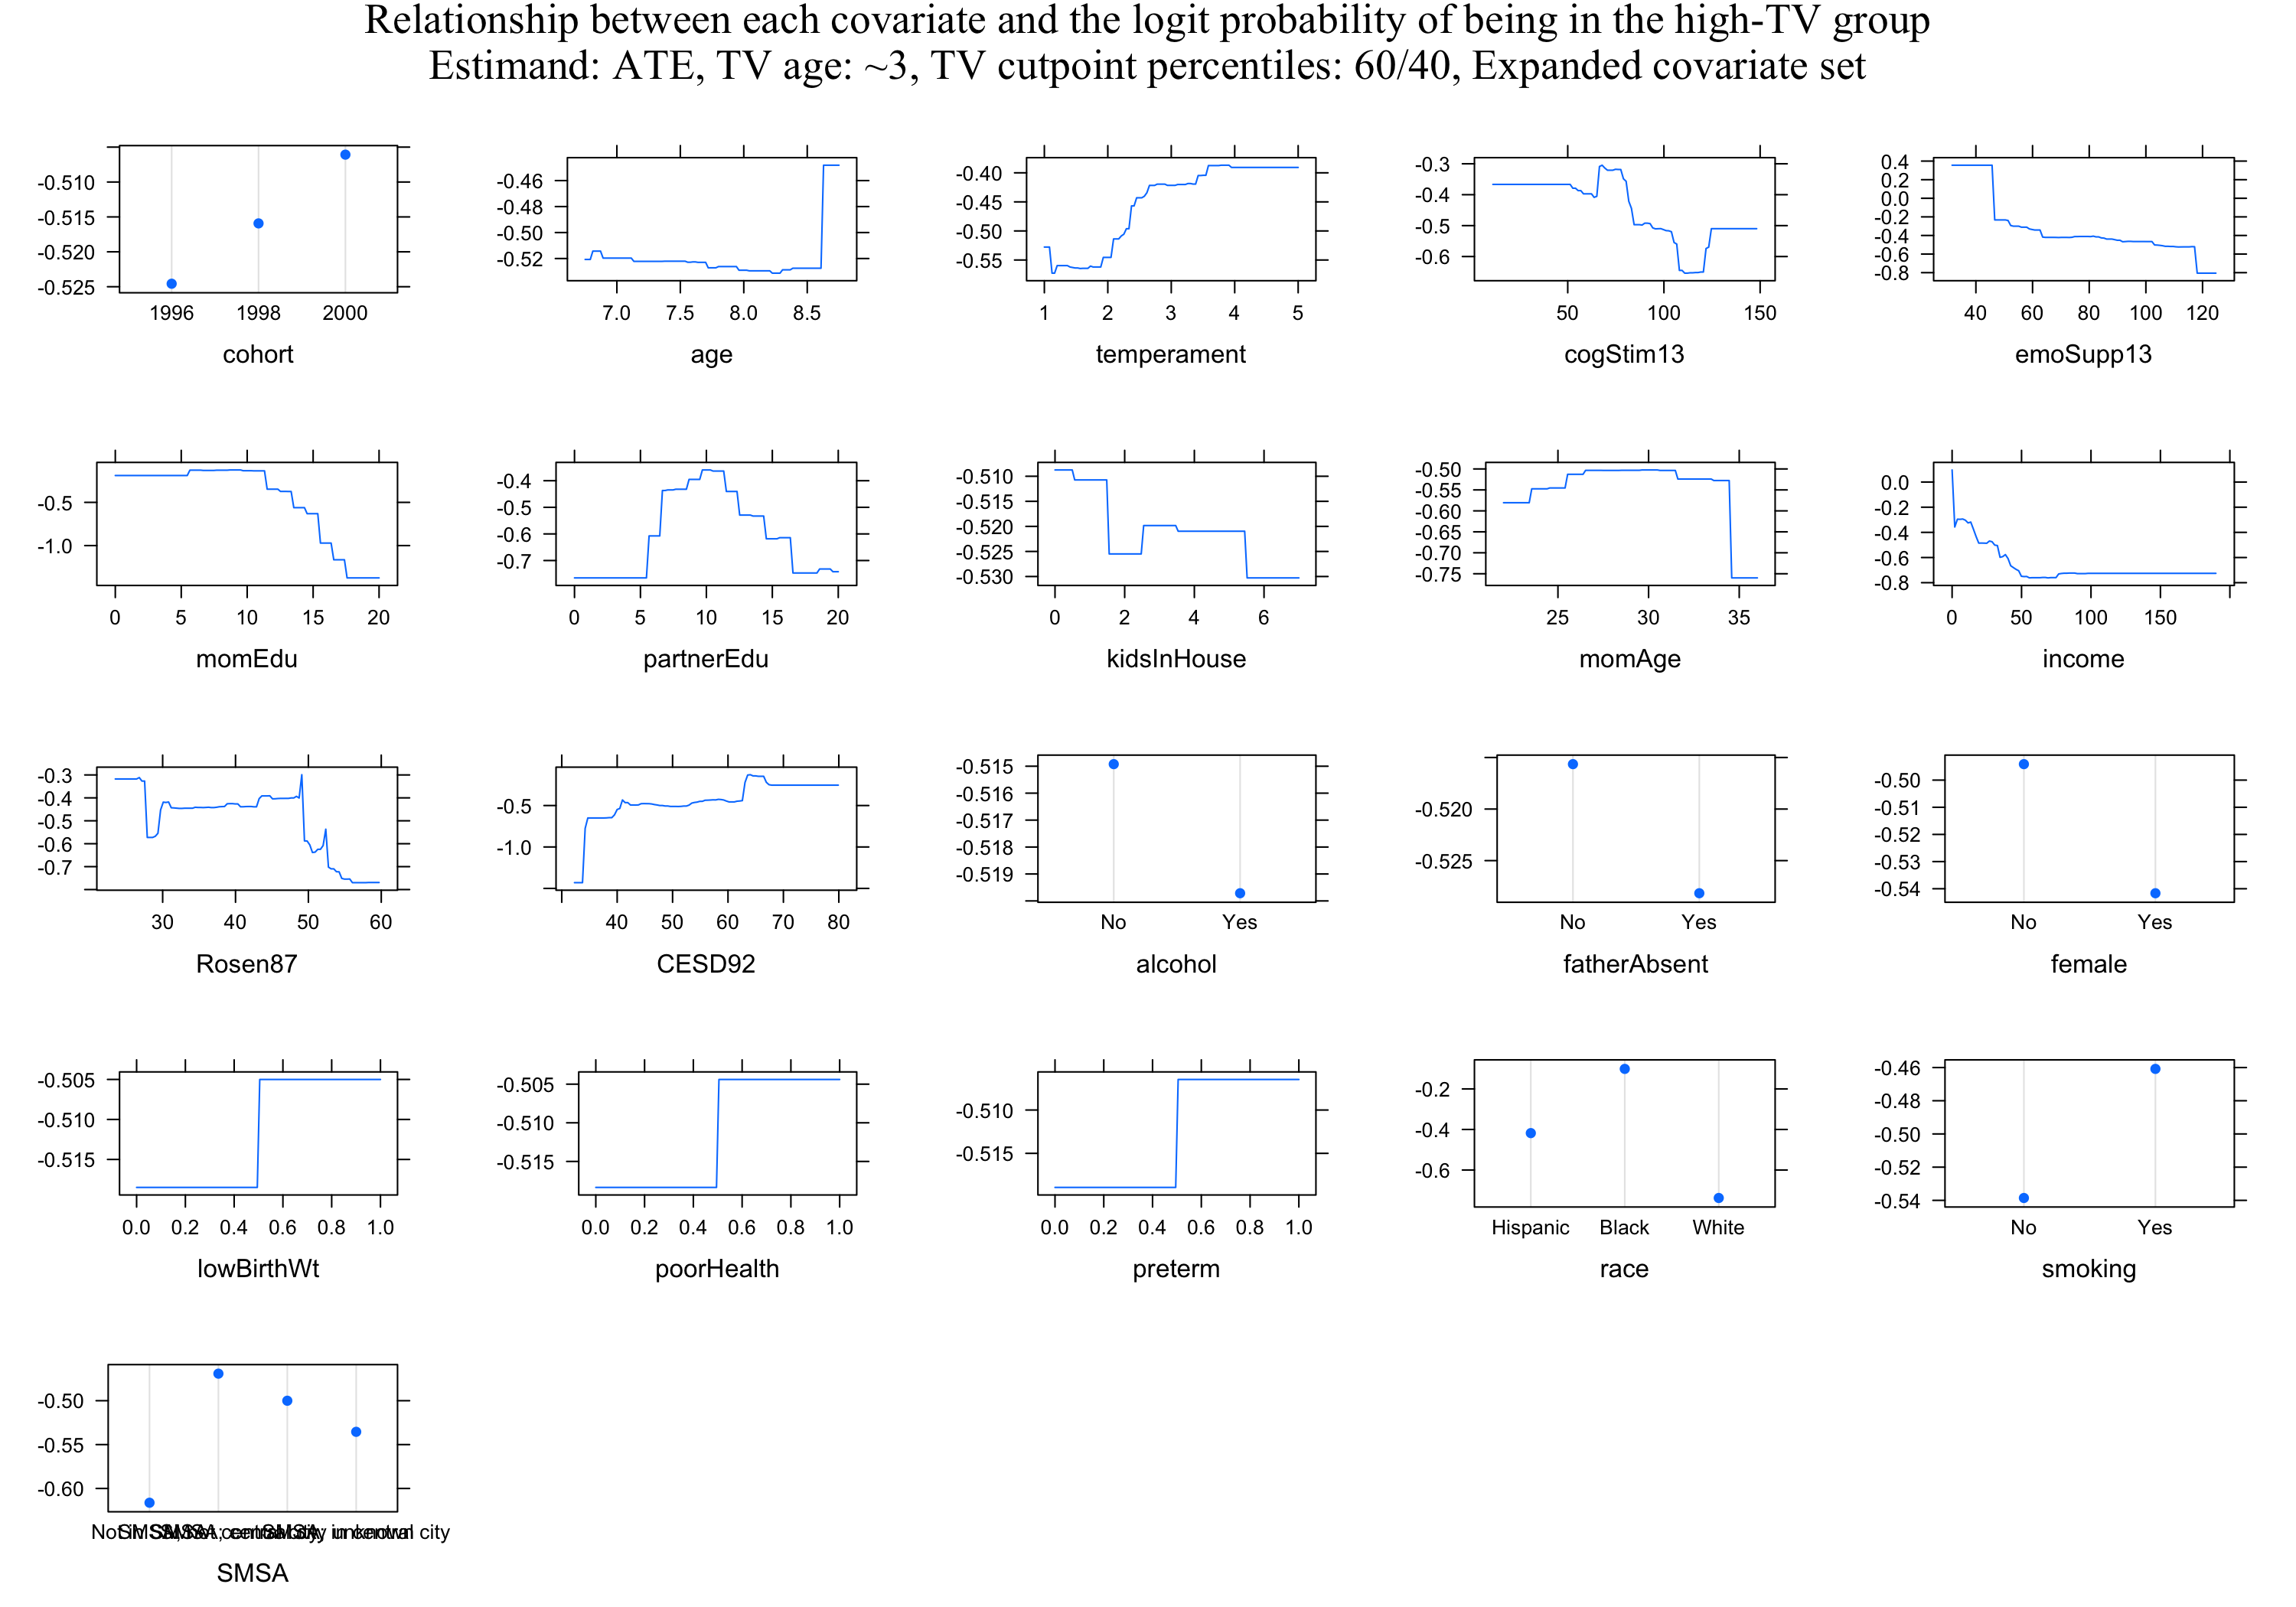 Relationship between each covariate and the logit probability of being in the high-TV group
Estimand: ATE, TV age: ~3, TV cutpoint percentiles: 60/40, Expanded covariate set
-0.510
-0.515
-0.520
-0.525
1996 1998 2000
cohort
-0.46
-0.48
-0.50
-0.52
7.0 7.5 8.0 8.5
age
-0.40
-0.45
-0.50
-0.55
1 2 3 4 5
temperament
-0.3
-0.4
-0.5
-0.6
50 100 150
cogStim13
0.4
0.2
0.0
-0.2
-0.4
-0.6
-0.8
40 60 80 100 120
emoSupp13
-0.5
-1.0
0 5 10 15 20
momEdu
-0.4
-0.5
-0.6
-0.7
0 5 10 15 20
partnerEdu
-0.510
-0.515
-0.520
-0.525
-0.530
0 2 4 6
kidsInHouse
-0.50
-0.55
-0.60
-0.65
-0.70
-0.75
25 30 35
momAge
0.0
-0.2
-0.4
-0.6
-0.8
0 50 100 150
income
-0.3
-0.4
-0.5
-0.6
-0.7
30 40 50 60
Rosen87
-0.5
-1.0
40 50 60 70 80
CESD92
-0.515
-0.516
-0.517
-0.518
-0.519
No Yes
alcohol
-0.520
-0.525
No Yes
fatherAbsent
-0.50
-0.51
-0.52
-0.53
-0.54
No Yes
female
-0.505
-0.510
-0.515
0.0 0.2 0.4 0.6 0.8 1.0
lowBirthWt
-0.505
-0.510
-0.515
0.0 0.2 0.4 0.6 0.8 1.0
poorHealth
-0.510
-0.515
0.0 0.2 0.4 0.6 0.8 1.0
preterm
-0.2
-0.4
-0.6
Hispanic Black White
race
-0.46
-0.48
-0.50
-0.52
-0.54
No Yes
smoking
-0.50
-0.55
-0.60
SMSA